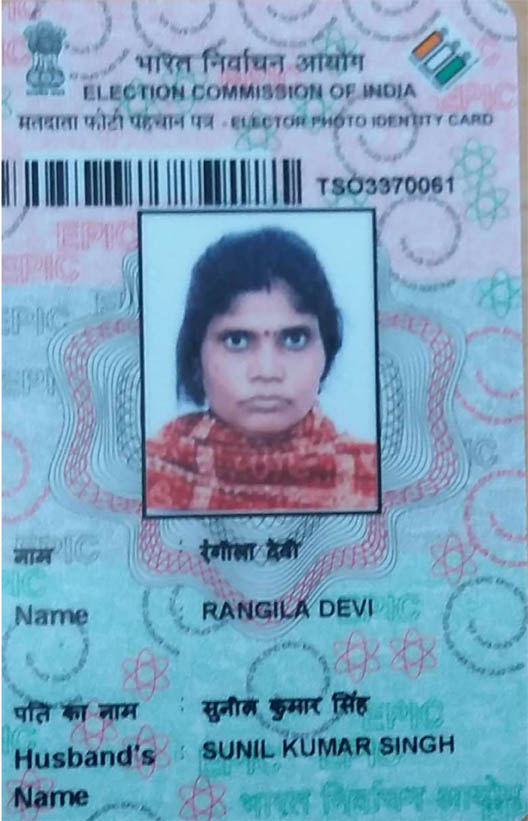 भारत निर्वाचन आयोग
ELECTION COMMISSION OF INDIA
मतदाता फोटो पहचान पत्र - ELECTOR PHOTO IDENTITY CARD
TSO3370061
EPIC
EPIC
EPIC
EPIC
EPIC
नाम : रंगीला देवी
Name : RANGILA DEVI
पति का नाम : सुनील कुमार सिंह
Husband's : SUNIL KUMAR SINGH
Name
भारत निर्वाचन आयोग